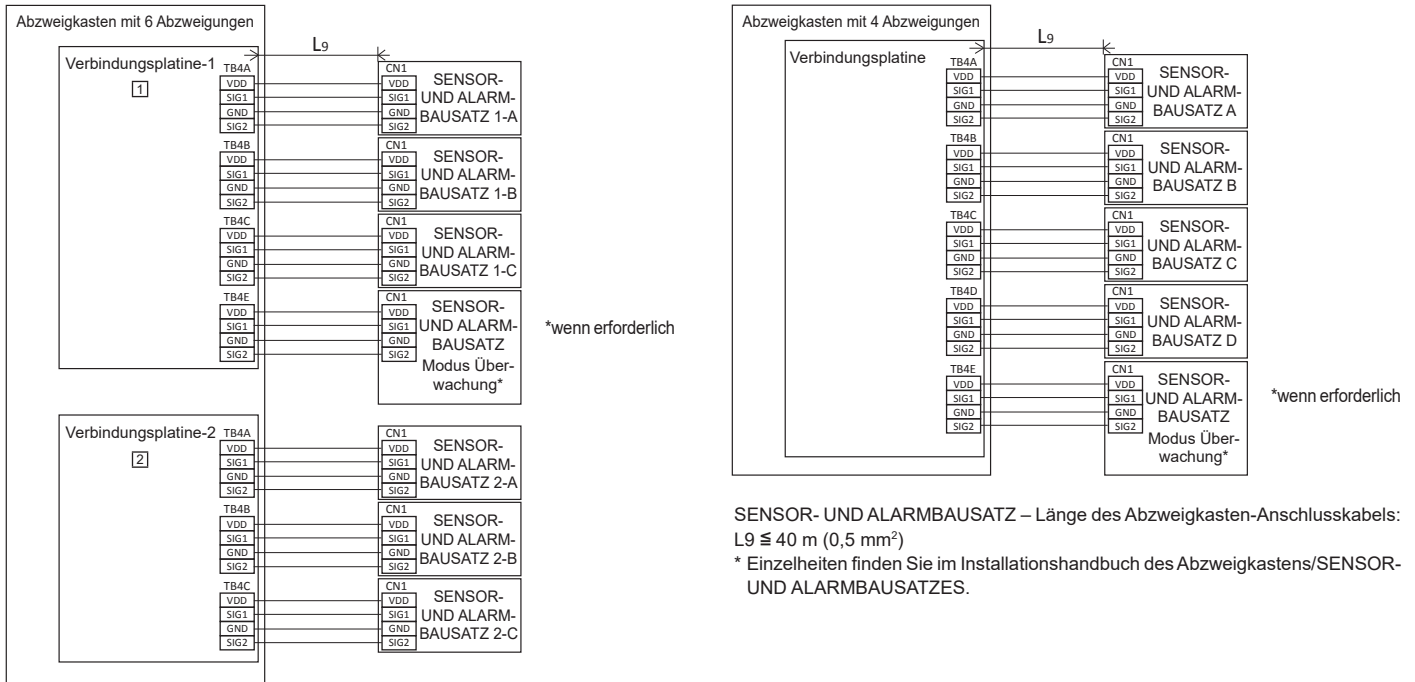 Abzweigkasten mit 6 Abzweigungen
L9
Verbindungsplatine-1
1
TB4A
VDD
SIG1
GND
SIG2
CN1
VDD
SIG1
GND
SIG2
SENSOR-
UND ALARM-
BAUSATZ 1-A
TB4B
VDD
SIG1
GND
SIG2
CN1
VDD
SIG1
GND
SIG2
SENSOR-
UND ALARM-
BAUSATZ 1-B
TB4C
VDD
SIG1
GND
SIG2
CN1
VDD
SIG1
GND
SIG2
SENSOR-
UND ALARM-
BAUSATZ 1-C
TB4E
VDD
SIG1
GND
SIG2
CN1
VDD
SIG1
GND
SIG2
SENSOR-
UND ALARM-
BAUSATZ
Modus Über-
wachung*
*wenn erforderlich
Verbindungsplatine-2
2
TB4A
VDD
SIG1
GND
SIG2
CN1
VDD
SIG1
GND
SIG2
SENSOR-
UND ALARM-
BAUSATZ 2-A
TB4B
VDD
SIG1
GND
SIG2
CN1
VDD
SIG1
GND
SIG2
SENSOR-
UND ALARM-
BAUSATZ 2-B
TB4C
VDD
SIG1
GND
SIG2
CN1
VDD
SIG1
GND
SIG2
SENSOR-
UND ALARM-
BAUSATZ 2-C
Abzweigkasten mit 4 Abzweigungen
L9
Verbindungsplatine
TB4A
VDD
SIG1
GND
SIG2
CN1
VDD
SIG1
GND
SIG2
SENSOR-
UND ALARM-
BAUSATZ A
TB4B
VDD
SIG1
GND
SIG2
CN1
VDD
SIG1
GND
SIG2
SENSOR-
UND ALARM-
BAUSATZ B
TB4C
VDD
SIG1
GND
SIG2
CN1
VDD
SIG1
GND
SIG2
SENSOR-
UND ALARM-
BAUSATZ C
TB4D
VDD
SIG1
GND
SIG2
CN1
VDD
SIG1
GND
SIG2
SENSOR-
UND ALARM-
BAUSATZ D
TB4E
VDD
SIG1
GND
SIG2
CN1
VDD
SIG1
GND
SIG2
SENSOR-
UND ALARM-
BAUSATZ
Modus Über-
wachung*
*wenn erforderlich
SENSOR- UND ALARMBAUSATZ – Länge des Abzweigkasten-Anschlusskabels:
L9 ≦ 40 m (0,5 mm²)
* Einzelheiten finden Sie im Installationshandbuch des Abzweigkastens/SENSOR-
UND ALARMBAUSATZES.